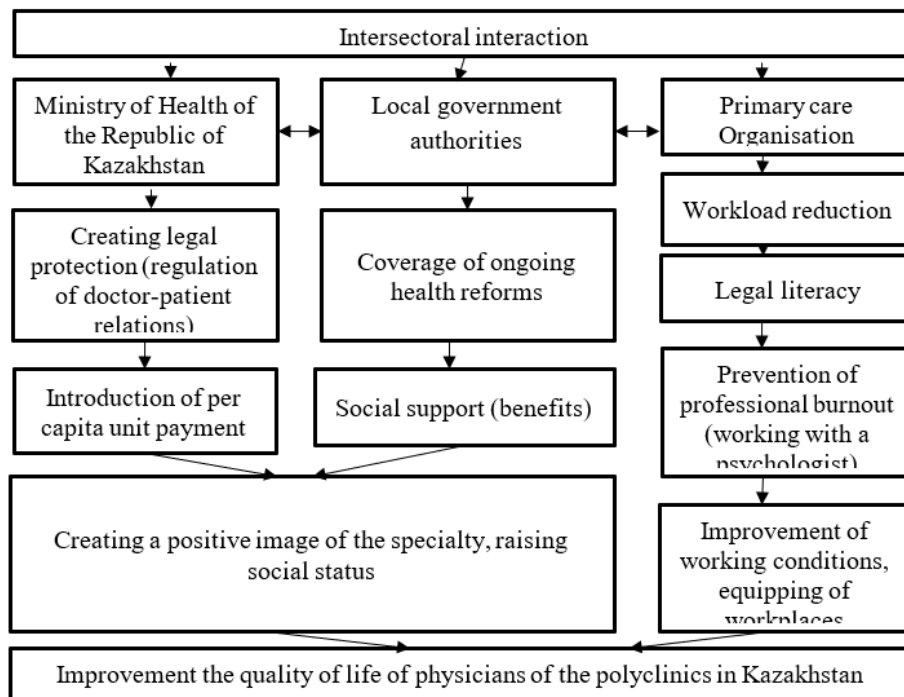 Intersectoral interaction
Ministry of Health of
the Republic of
Kazakhstan
Local government
authorities
Primary care
Organisation
Workload reduction
Creating legal
protection (regulation
of doctor-patient
relations)
Coverage of ongoing
health reforms
Legal literacy
Introduction of per
capita unit payment
Social support (benefits)
Prevention of
professional burnout
(working with a
psychologist)
Creating a positive image of the specialty, raising
social status
Improvement of
working conditions,
equipping of
workplaces
Improvement the quality of life of physicians of the polyclinics in Kazakhstan